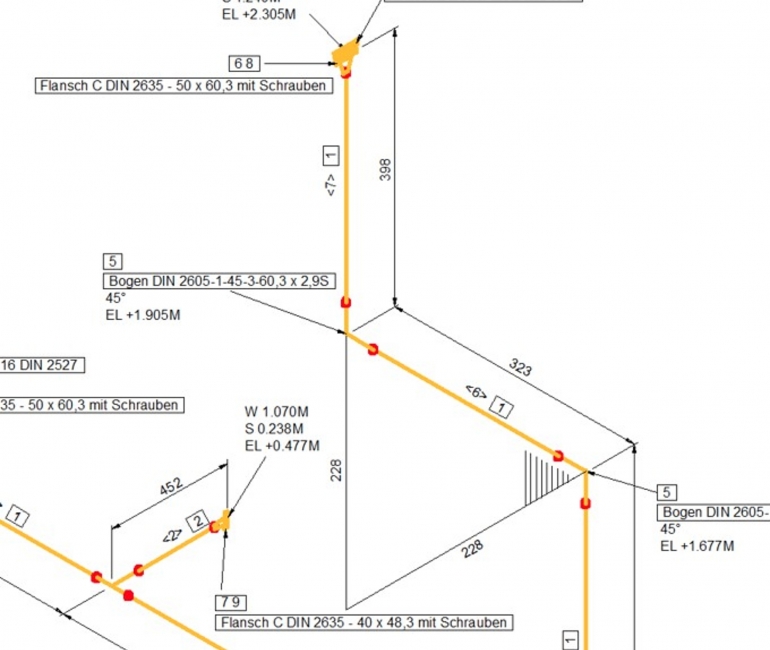 EL +2.305M
6 8
Flansch C DIN 2635 - 50 x 60,3 mit Schrauben
1
<7>
398
5
Bogen DIN 2605-1-45-3-60,3 x 2,9S
45°
EL +1.905M
323
16 DIN 2527
<6> 1
35 - 50 x 60,3 mit Schrauben
W 1.070M
S 0.238M
EL +0.477M
228
452
5
Bogen DIN 2605-
45°
EL +1.677M
1
<2> 2
228
7 9
Flansch C DIN 2635 - 40 x 48,3 mit Schrauben
1